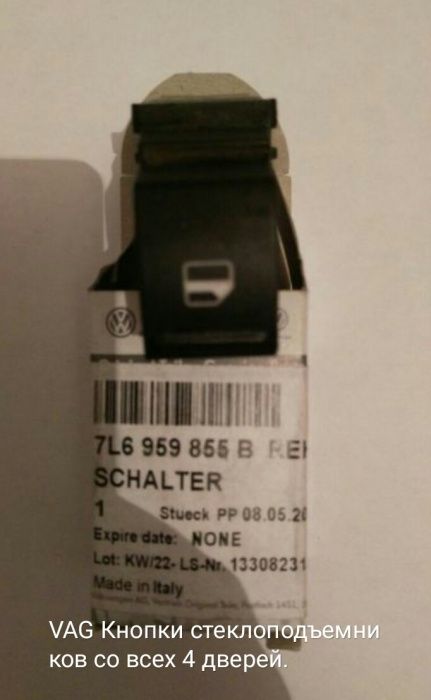 7L6 959 855 B REH
SCHALTER
1 Stueck PP 08.05.20
Expire date: NONE
Lot: KW/22- LS-Nr. 13308231
Made in Italy
VAG Кнопки стеклоподъемни
ков со всех 4 дверей.